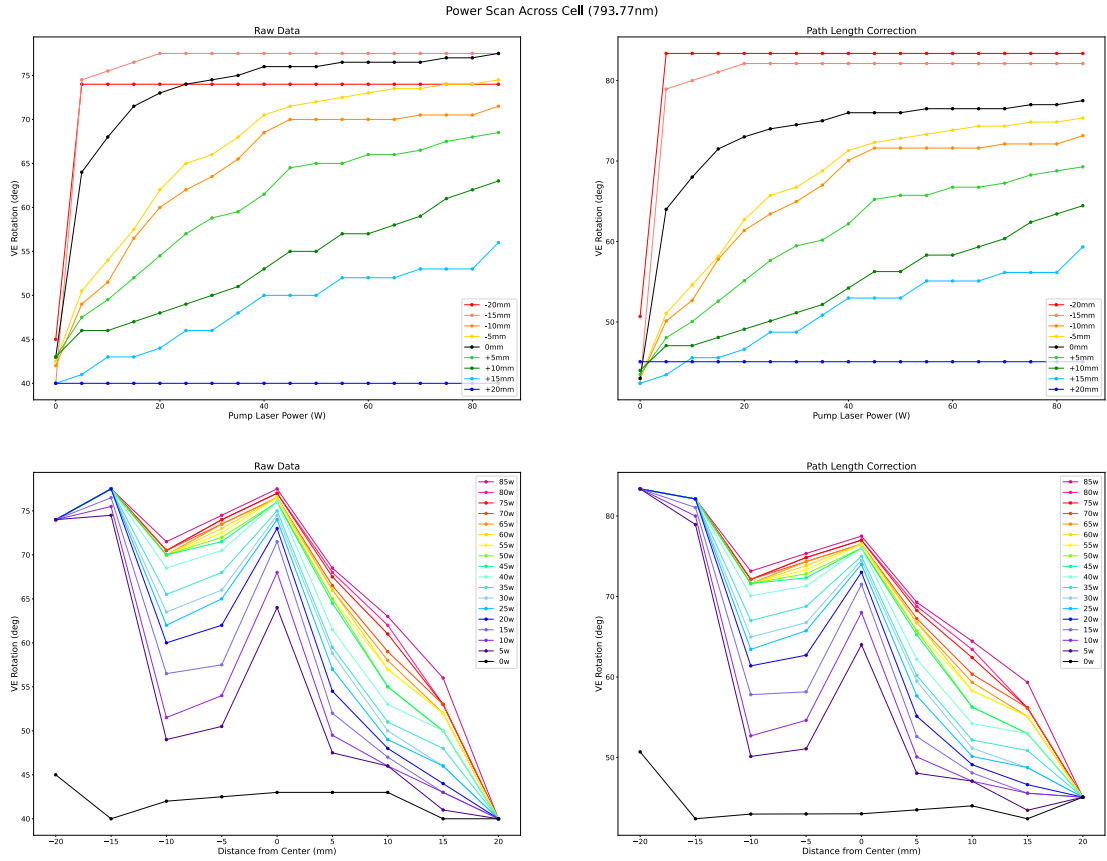 Power Scan Across Cell (793.77nm)
Raw Data
VE Rotation (deg)
75
70
65
60
55
50
45
40
0
20
40
60
80
Pump Laser Power (W)
-20mm
-15mm
-10mm
-5mm
0mm
+5mm
+10mm
+15mm
+20mm
Path Length Correction
VE Rotation (deg)
80
70
60
50
0
20
40
60
80
Pump Laser Power (W)
-20mm
-15mm
-10mm
-5mm
0mm
+5mm
+10mm
+15mm
+20mm
Raw Data
VE Rotation (deg)
75
70
65
60
55
50
45
40
−20
−15
−10
−5
0
5
10
15
20
Distance from Center (mm)
85w
80w
75w
70w
65w
60w
55w
50w
45w
40w
35w
30w
25w
20w
15w
10w
5w
0w
Path Length Correction
VE Rotation (deg)
80
70
60
50
−20
−15
−10
−5
0
5
10
15
20
Distance from Center (mm)
85w
80w
75w
70w
65w
60w
55w
50w
45w
40w
35w
30w
25w
20w
15w
10w
5w
0w